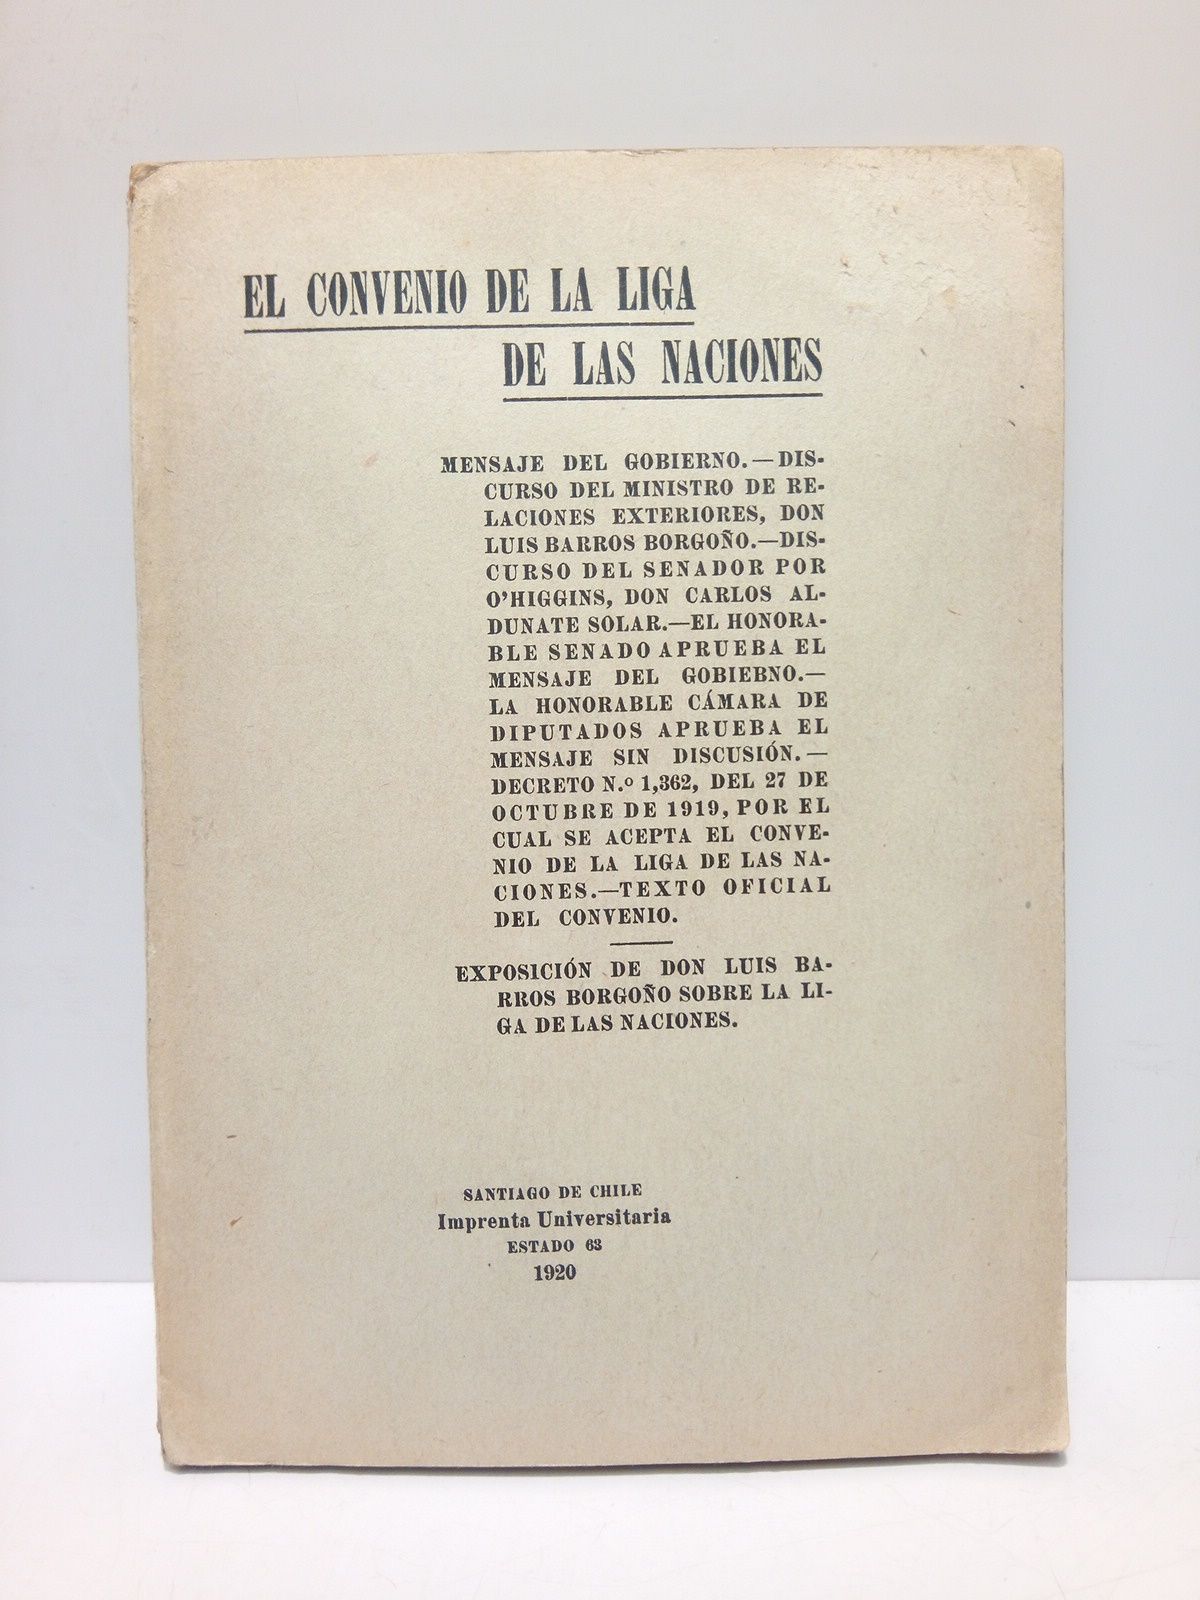 EL CONVENIO DE LA LIGA
DE LAS NACIONES
MENSAJE DEL GOBIERNO.—DIS-
CURSO DEL MINISTRO DE RE-
LACIONES EXTERIORES, DON
LUIS BARROS BORGOÑO.—DIS-
CURSO DEL SENADOR POR
O'HIGGINS, DON CARLOS AL-
DUNATE SOLAR.—EL HONORA-
BLE SENADO APRUEBA EL
MENSAJE DEL GOBIEBNO.—
LA HONORABLE CÁMARA DE
DIPUTADOS APRUEBA EL
MENSAJE SIN DISCUSIÓN.—
DECRETO N.º 1,362, DEL 27 DE
OCTUBRE DE 1919, POR EL
CUAL SE ACEPTA EL CONVE-
NIO DE LA LIGA DE LAS NA-
CIONES.—TEXTO OFICIAL
DEL CONVENIO.
EXPOSICIÓN DE DON LUIS BA-
RROS BORGOÑO SOBRE LA LI-
GA DE LAS NACIONES.
SANTIAGO DE CHILE
Imprenta Universitaria
ESTADO 63
1920